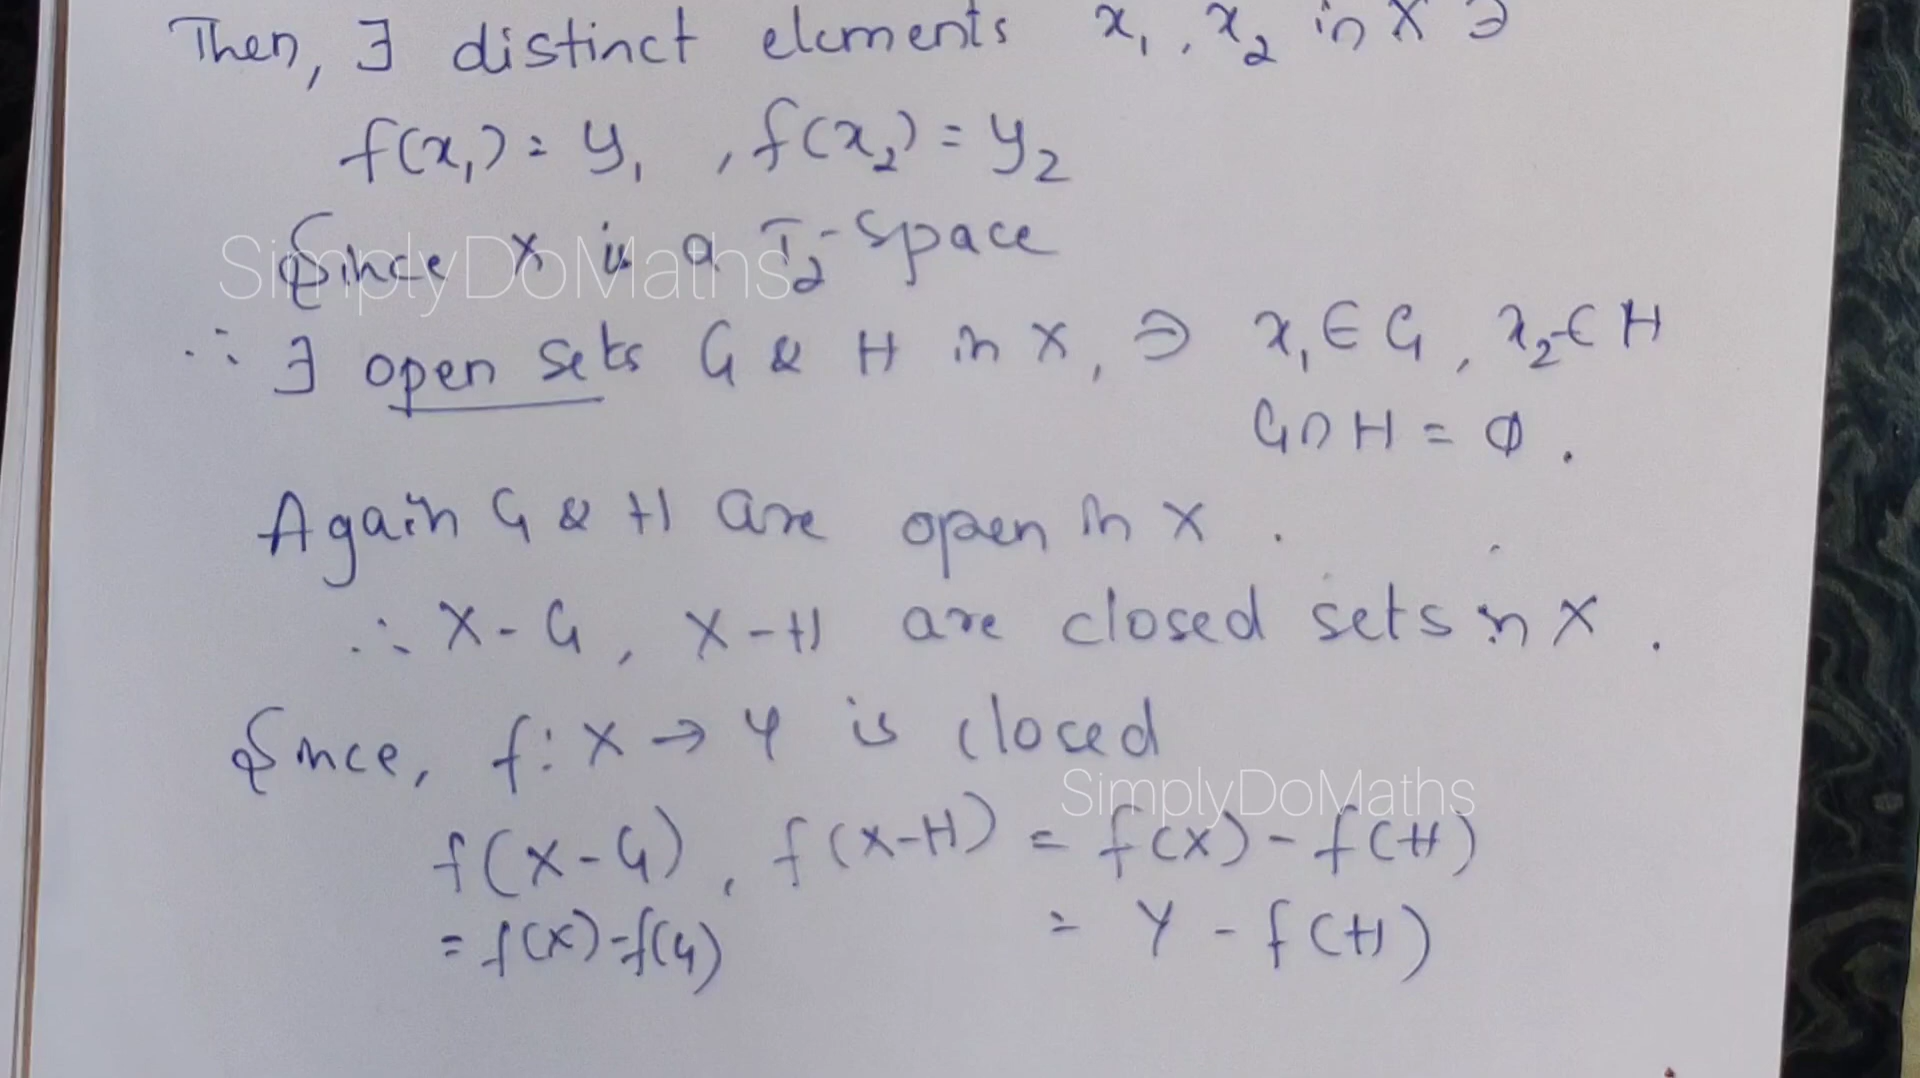 Then, ∃ distinct elements x₁, x₂ in X ∋
f(x₁) = y₁, f(x₂) = y₂
Since X is a T₂-space
SimplyDoMaths
∴ ∃ open sets G & H in X, ∋ x₁ ∈ G, x₂ ∈ H
G ∩ H = φ.
Again G & H are open in X.
∴ X - G, X - H are closed sets in X.
Since, f: X → Y is closed
SimplyDoMaths
f(X-G), f(X-H) = f(X) - f(H)
= f(X) - f(G) = Y - f(H)